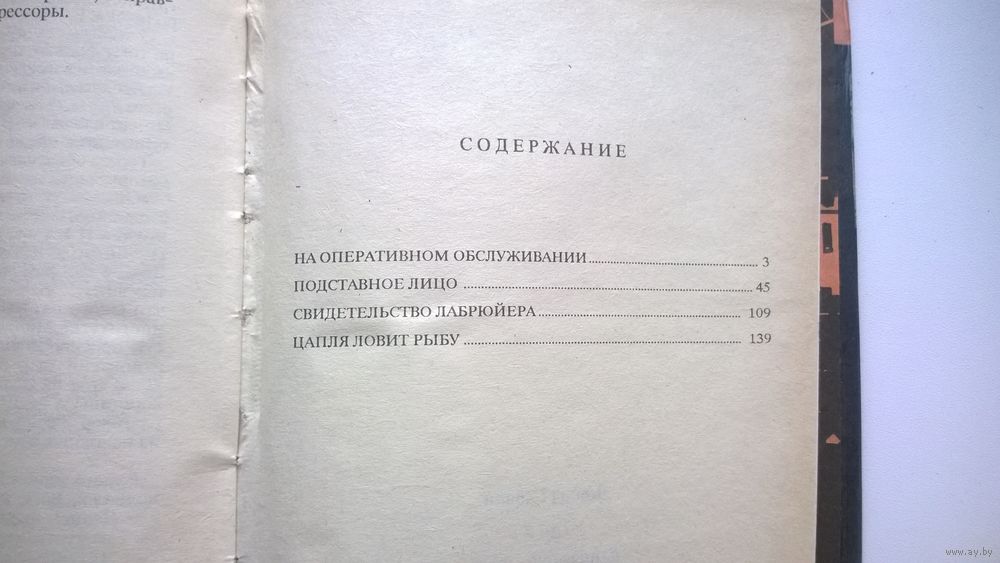 рессоры.
СОДЕРЖАНИЕ
НА ОПЕРАТИВНОМ ОБСЛУЖИВАНИИ 3
ПОДСТАВНОЕ ЛИЦО 45
СВИДЕТЕЛЬСТВО ЛАБРЮЙЕРА 109
ЦАПЛЯ ЛОВИТ РЫБУ 139
www.ay.by